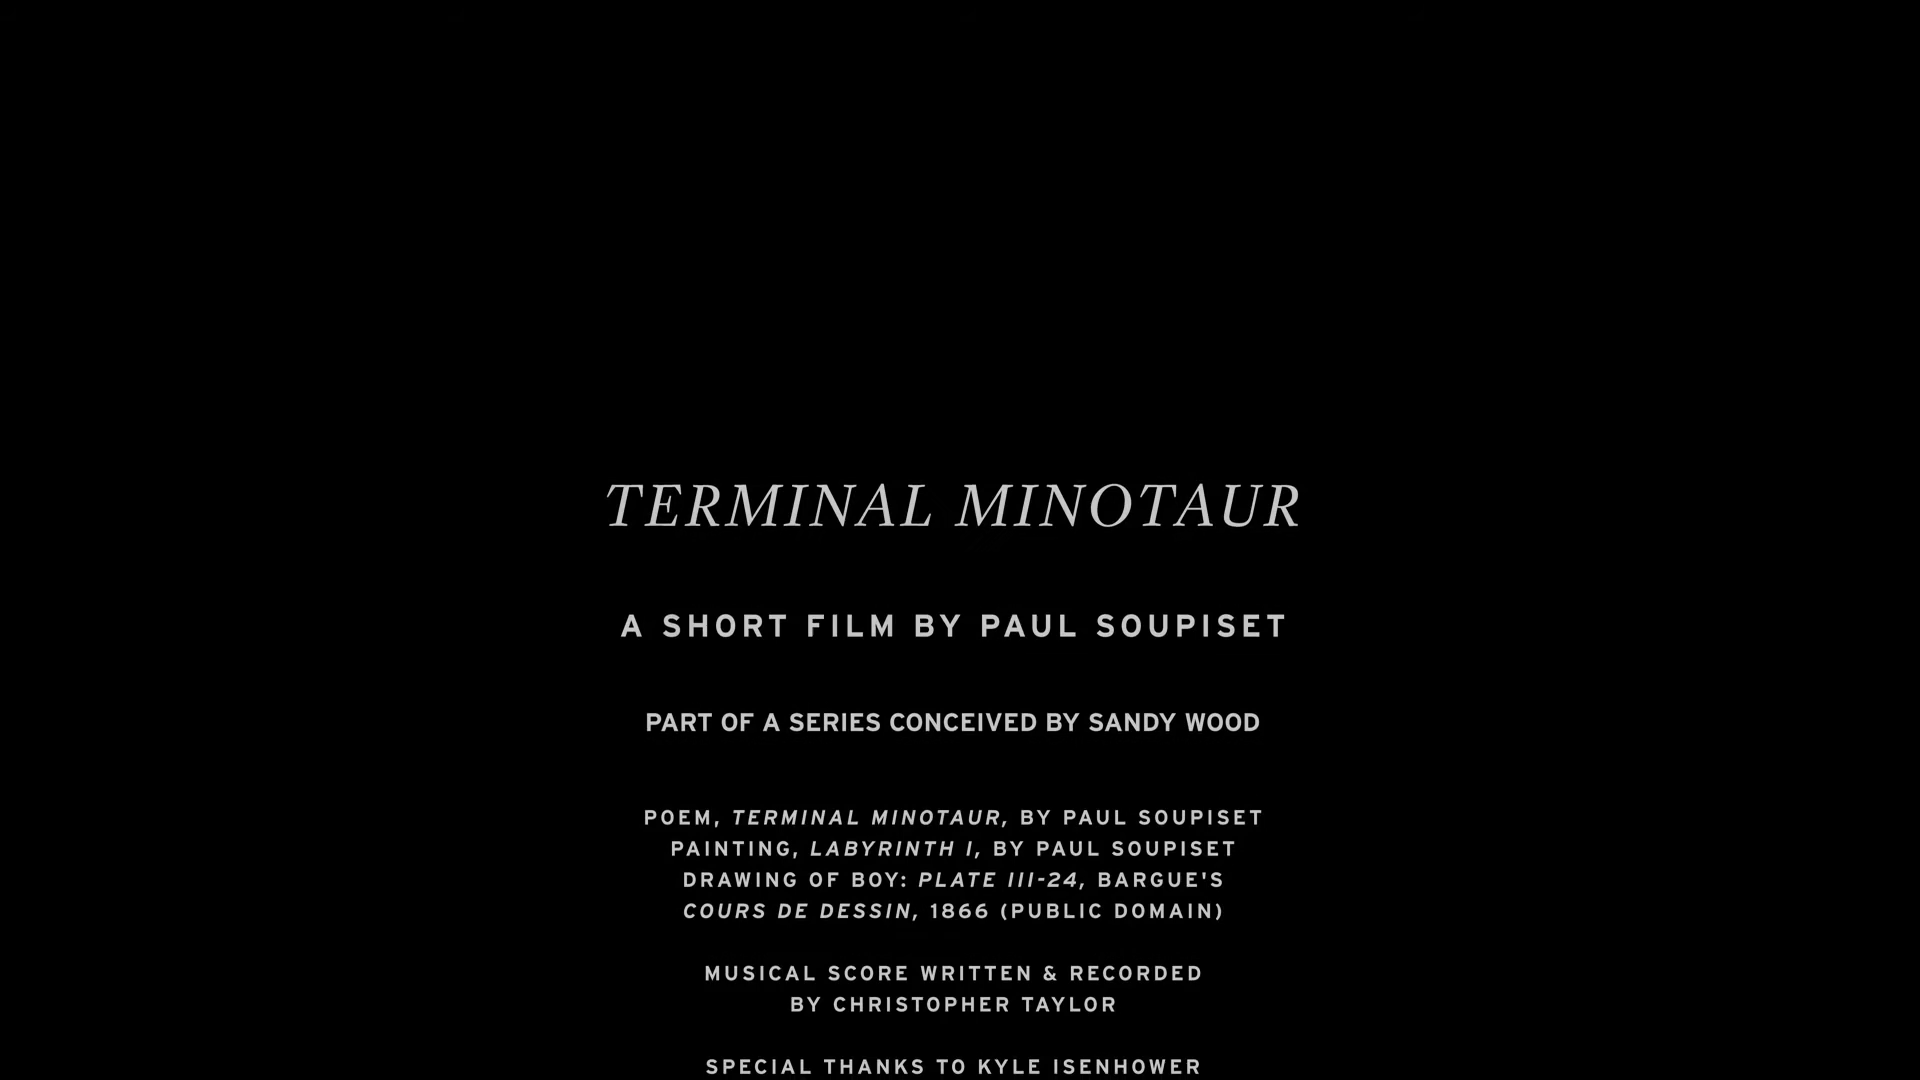 TERMINAL MINOTAUR
A SHORT FILM BY PAUL SOUPISET
PART OF A SERIES CONCEIVED BY SANDY WOOD
POEM, TERMINAL MINOTAUR, BY PAUL SOUPISET
PAINTING, LABYRINTH I, BY PAUL SOUPISET
DRAWING OF BOY: PLATE III-24, BARGUE'S
COURS DE DESSIN, 1866 (PUBLIC DOMAIN)
MUSICAL SCORE WRITTEN & RECORDED
BY CHRISTOPHER TAYLOR
SPECIAL THANKS TO KYLE ISENHOWER